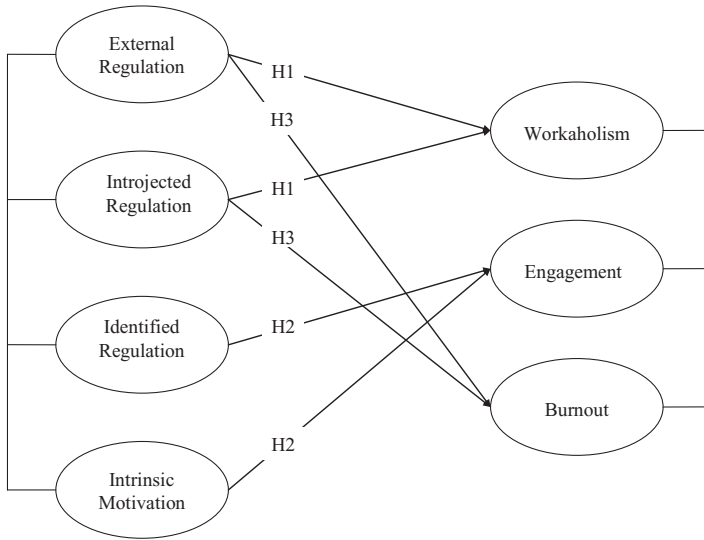 External
Regulation
H1
H3
Workaholism
Introjected
Regulation
H1
H3
Engagement
Identified
Regulation
H2
Burnout
H2
Intrinsic
Motivation